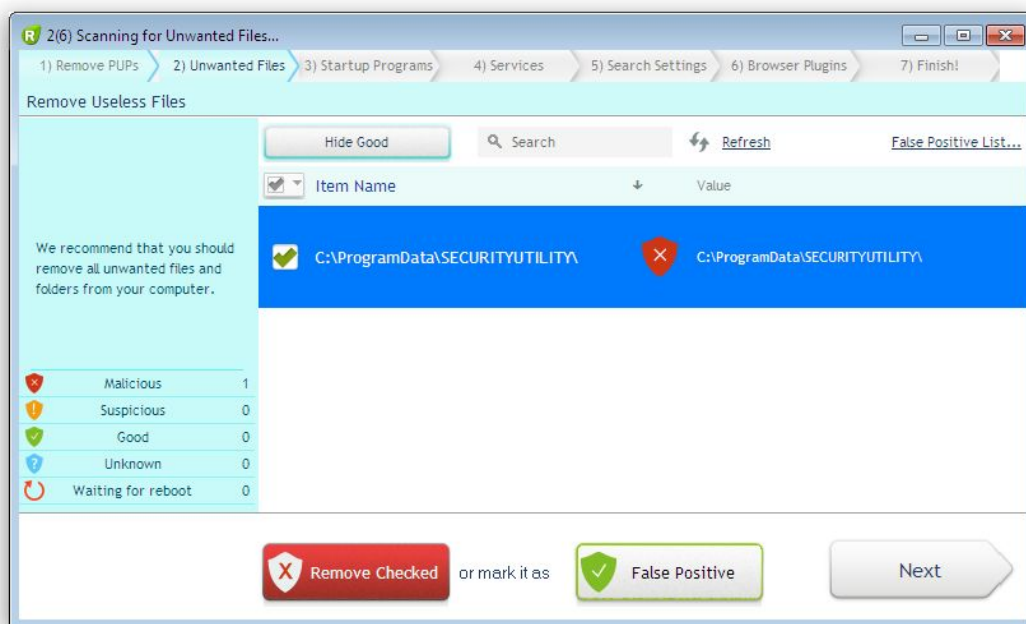 2(6) Scanning for Unwanted Files...
1) Remove PUPs 2) Unwanted Files 3) Startup Programs 4) Services 5) Search Settings 6) Browser Plugins 7) Finish!
Remove Useless Files
Hide Good Search Refresh False Positive List...
Item Name Value
We recommend that you should
remove all unwanted files and
folders from your computer.
C:\ProgramData\SECURITYUTILITY\ C:\ProgramData\SECURITYUTILITY\
Malicious 1
Suspicious 0
Good 0
Unknown 0
Waiting for reboot 0
Remove Checked or mark it as False Positive Next